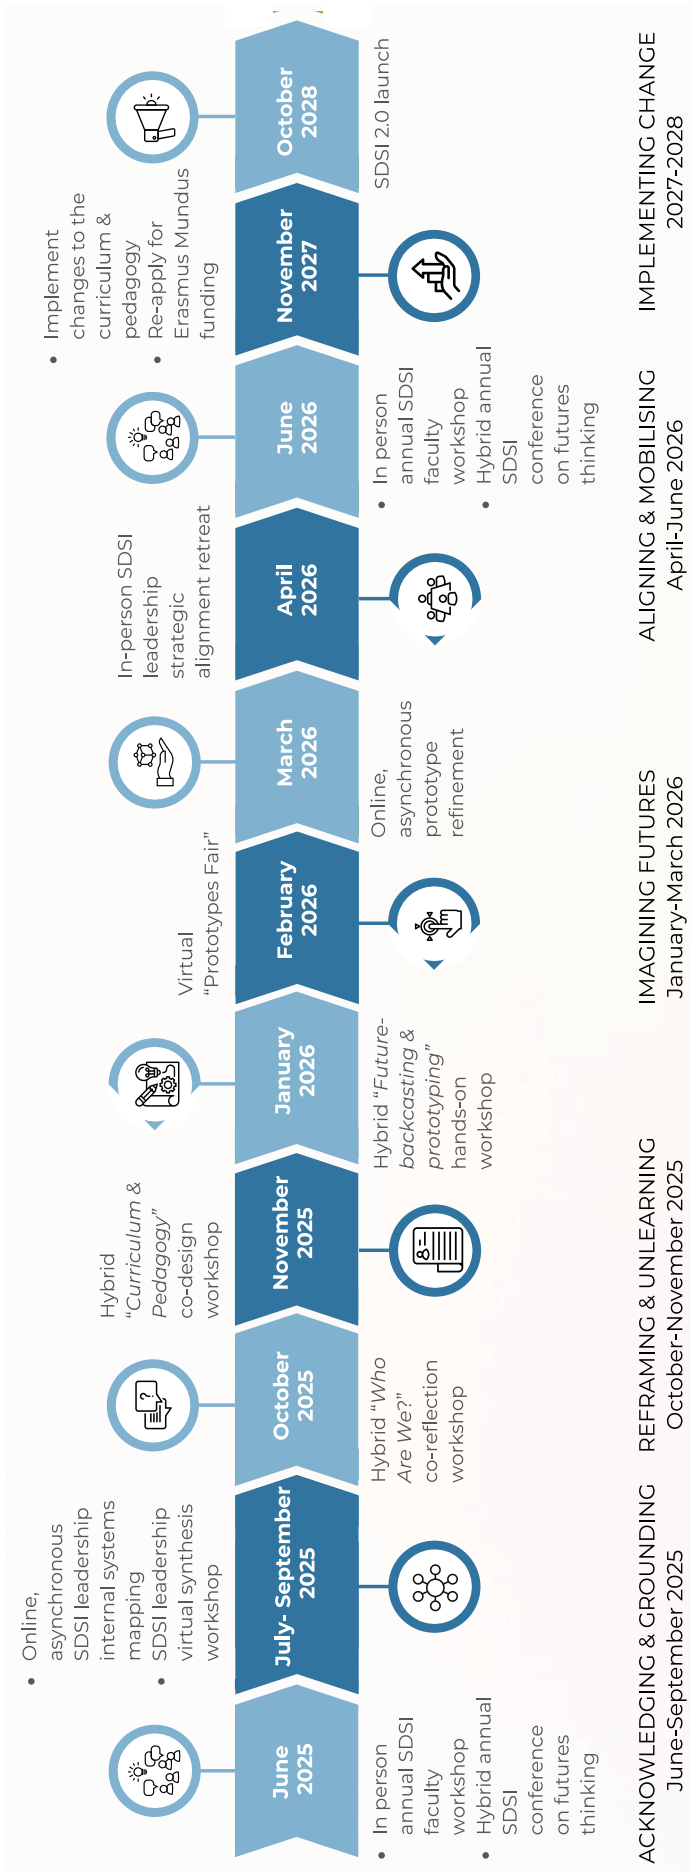 June
2025
July- September
2025
October
2025
November
2025
January
2026
February
2026
March
2026
April
2026
June
2026
November
2027
October
2028
• Online,
asynchronous
SDSI leadership
internal systems
mapping
• SDSI leadership
virtual synthesis
workshop
Hybrid
“Curriculum &
Pedagogy”
co-design
workshop
Virtual
“Prototypes Fair”
In-person SDSI
leadership
strategic
alignment retreat
• Implement
changes to the
curriculum &
pedagogy
• Re-apply for
Erasmus Mundus
funding
• In person
annual SDSI
faculty
workshop
• Hybrid annual
SDSI
conference
on futures
thinking
Hybrid “Who
Are We?”
co-reflection
workshop
Hybrid “Future-
backcasting &
prototyping”
hands-on
workshop
Online,
asynchronous
prototype
refinement
• In person
annual SDSI
faculty
workshop
• Hybrid annual
SDSI
conference
on futures
thinking
SDSI 2.0 launch
ACKNOWLEDGING & GROUNDING
June-September 2025
REFRAMING & UNLEARNING
October-November 2025
IMAGINING FUTURES
January-March 2026
ALIGNING & MOBILISING
April-June 2026
IMPLEMENTING CHANGE
2027-2028
?